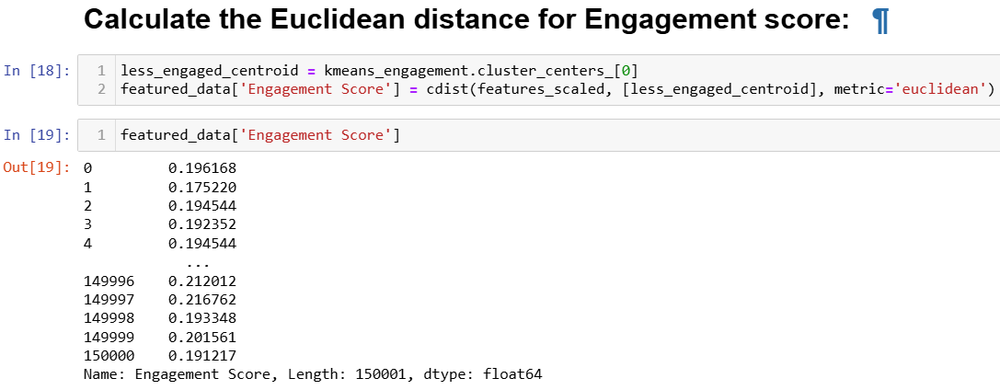 Calculate the Euclidean distance for Engagement score: ¶
In [18]:
1 less_engaged_centroid = kmeans_engagement.cluster_centers_[0]
2 featured_data['Engagement Score'] = cdist(features_scaled, [less_engaged_centroid], metric='euclidean')
In [19]:
1 featured_data['Engagement Score']
Out[19]:
0 0.196168
1 0.175220
2 0.194544
3 0.192352
4 0.194544
...
149996 0.212012
149997 0.216762
149998 0.193348
149999 0.201561
150000 0.191217
Name: Engagement Score, Length: 150001, dtype: float64